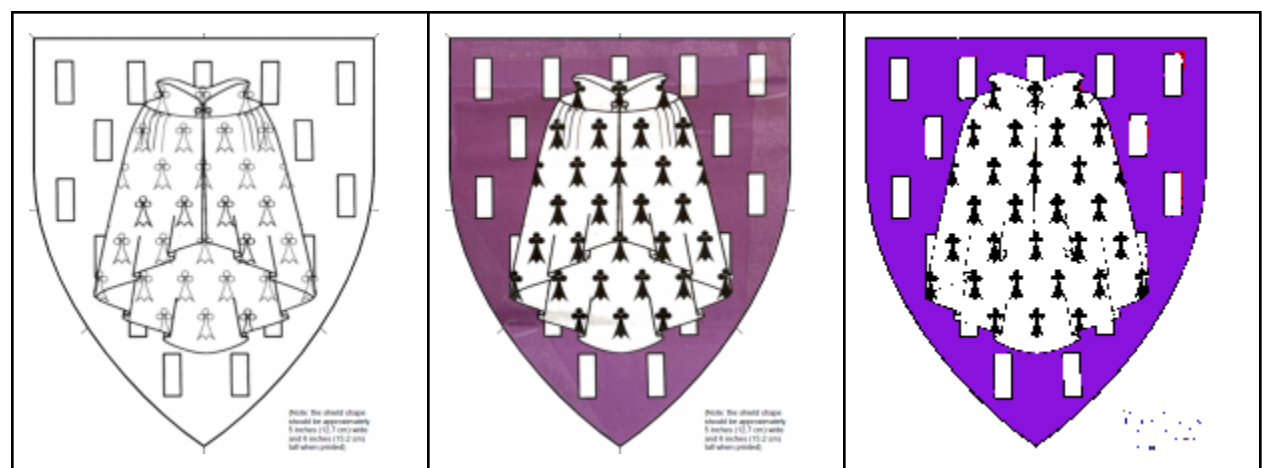 (Note: the shield shape
should be approximately
5 inches (12.7 cm) wide
and 6 inches (15.2 cm)
tall when printed)
(Note: the shield shape
should be approximately
5 inches (12.7 cm) wide
and 6 inches (15.2 cm)
tall when printed)